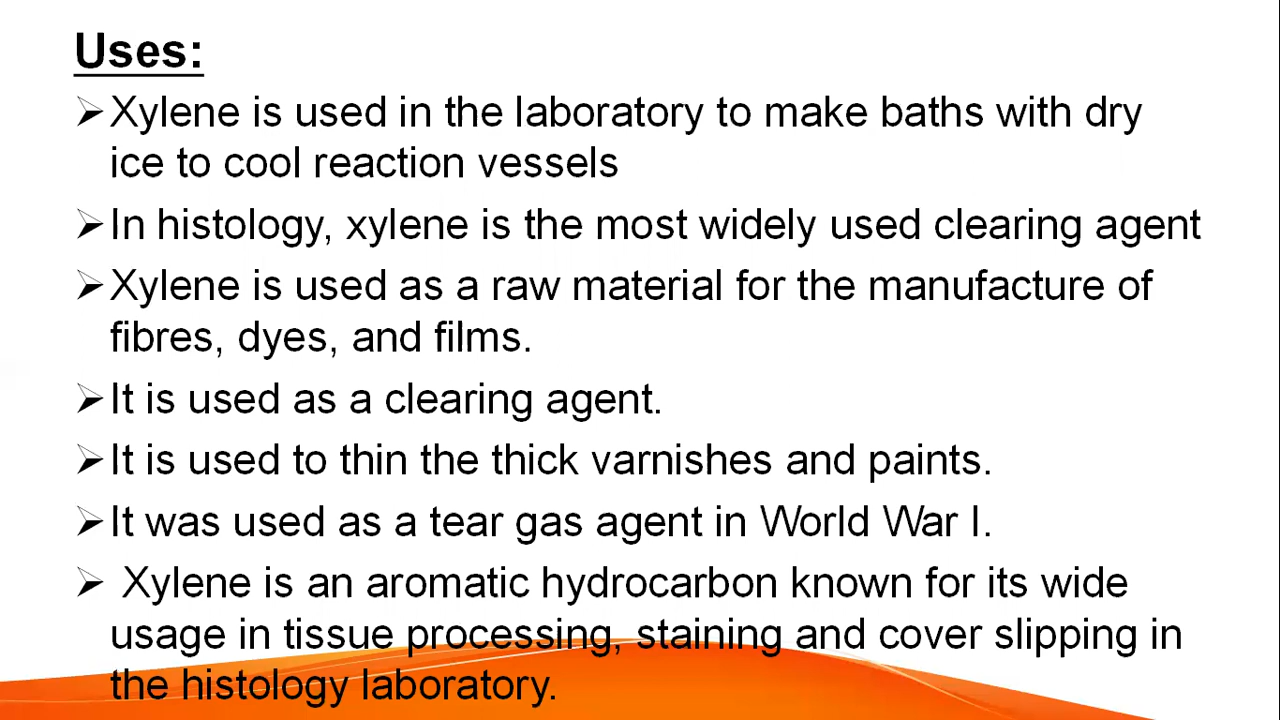 Uses:
➢Xylene is used in the laboratory to make baths with dry
ice to cool reaction vessels
➢In histology, xylene is the most widely used clearing agent
➢Xylene is used as a raw material for the manufacture of
fibres, dyes, and films.
➢It is used as a clearing agent.
➢It is used to thin the thick varnishes and paints.
➢It was used as a tear gas agent in World War I.
➢ Xylene is an aromatic hydrocarbon known for its wide
usage in tissue processing, staining and cover slipping in
the histology laboratory.